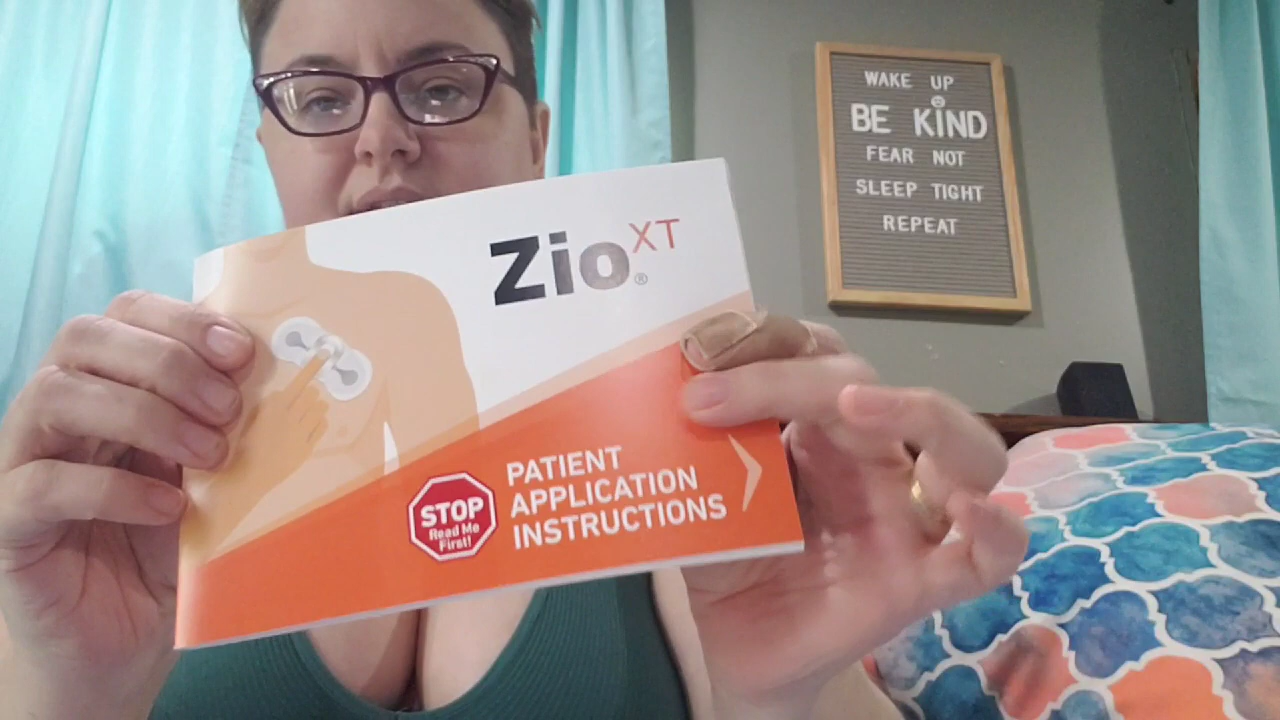 WAKE UP
BE KIND
FEAR NOT
SLEEP TIGHT
REPEAT
Zio XT
®
STOP
Read Me
First!
PATIENT
APPLICATION
INSTRUCTIONS